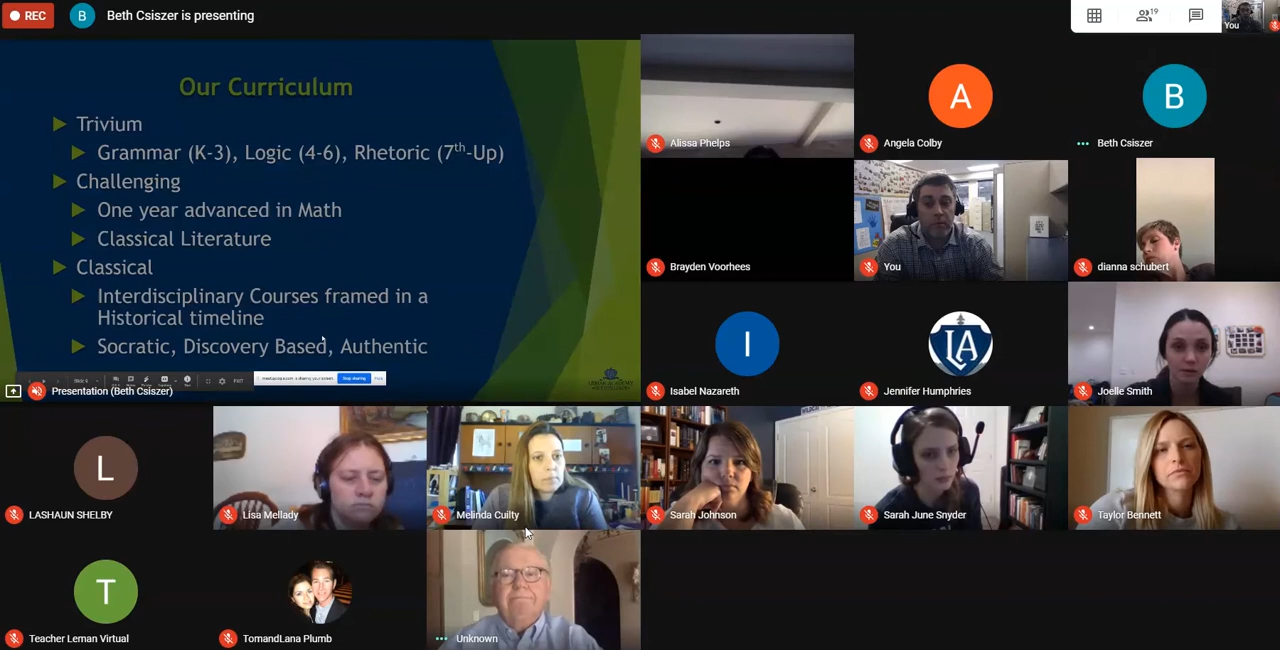 REC
B
Beth Csiszer is presenting
19
You
Our Curriculum
Trivium
Grammar (K-3), Logic (4-6), Rhetoric (7th-Up)
Challenging
One year advanced in Math
Classical Literature
Classical
Interdisciplinary Courses framed in a
Historical timeline
Socratic, Discovery Based, Authentic
Stop sharing
Presentation (Beth Csiszer)
Alissa Phelps
A
Angela Colby
B
Beth Csiszer
Brayden Voorhees
You
dianna schubert
I
Isabel Nazareth
LA
Jennifer Humphries
Joelle Smith
L
LASHAUN SHELBY
Lisa Mellady
Melinda Cuilty
Sarah Johnson
Sarah June Snyder
Taylor Bennett
T
Teacher Leman Virtual
TomandLana Plumb
Unknown